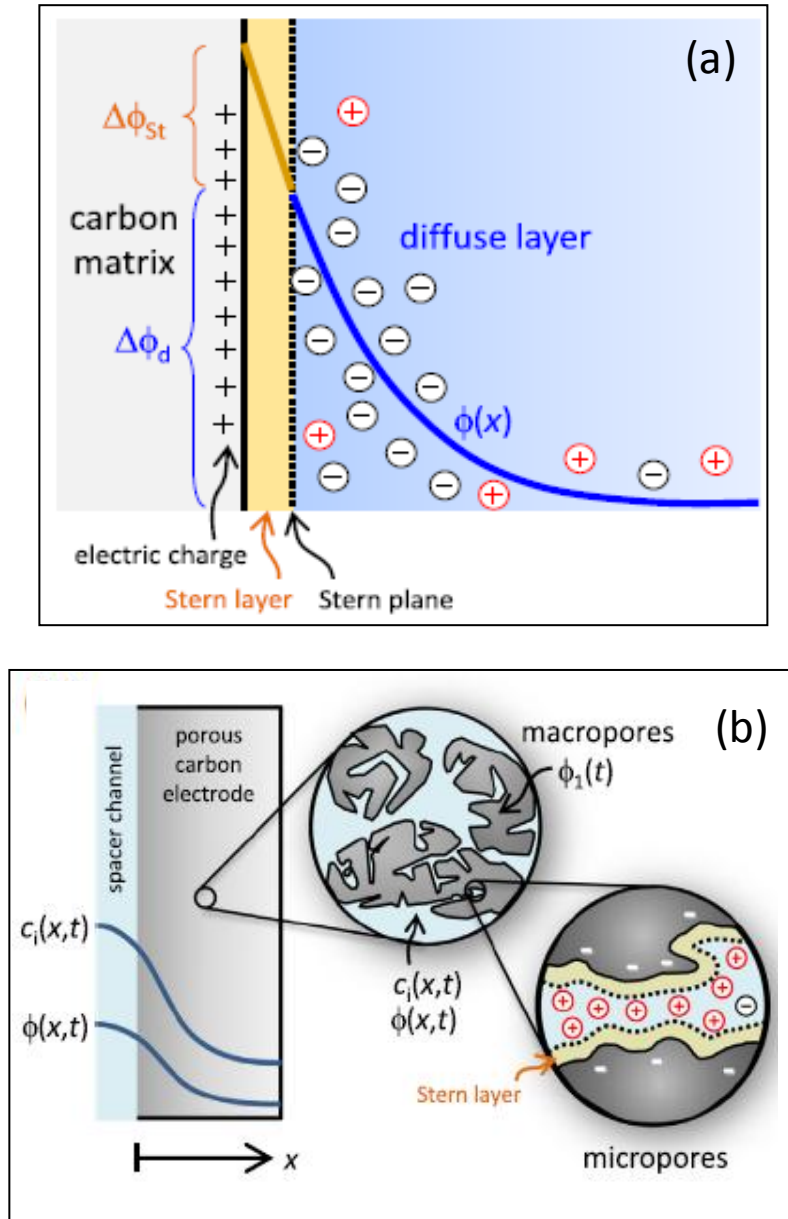 (a)
Δϕ_St
carbon
matrix
diffuse layer
Δϕ_d
ϕ(x)
electric charge
Stern layer
Stern plane
(b)
porous
carbon
electrode
spacer channel
macropores
ϕ₁(t)
c_i(x,t)
ϕ(x,t)
c_i(x,t)
ϕ(x,t)
Stern layer
micropores
x